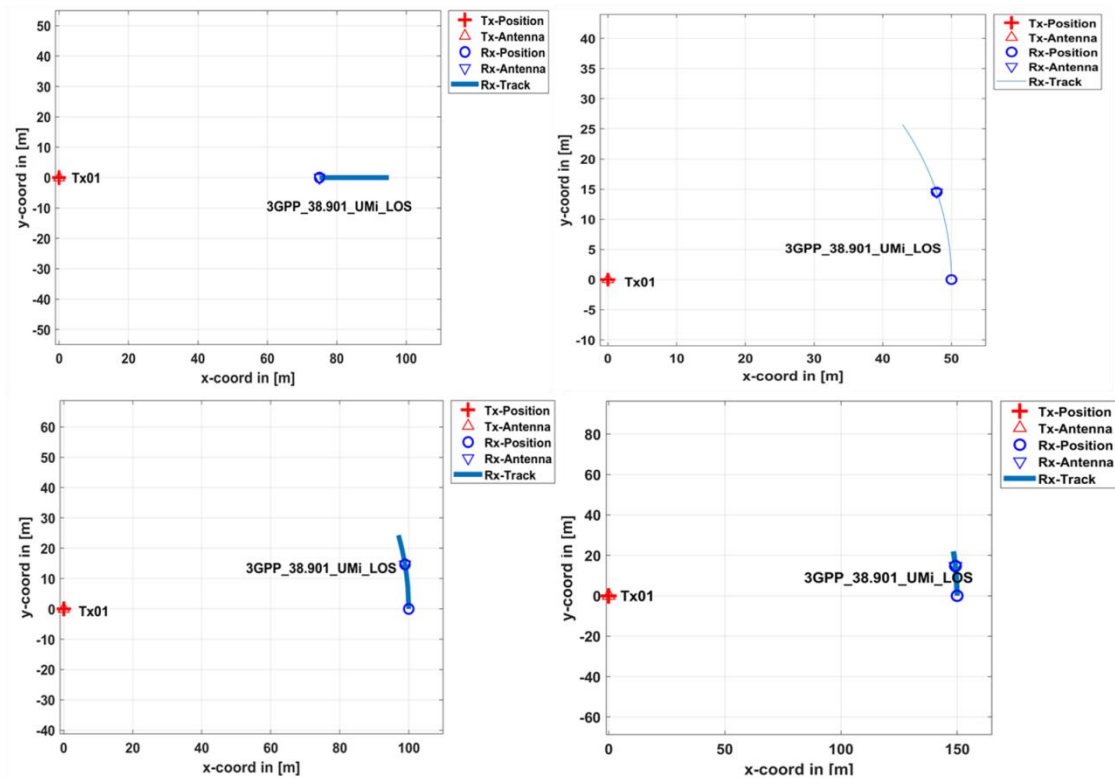 50
40
30
20
10
0
-10
-20
-30
-40
-50
y-coord in [m]
Tx01
3GPP_38.901_UMi_LOS
0 20 40 60 80 100
x-coord in [m]
Tx-Position
Tx-Antenna
Rx-Position
Rx-Antenna
Rx-Track
40
35
30
25
20
15
10
5
0
-5
-10
y-coord in [m]
Tx01
3GPP_38.901_UMi_LOS
0 10 20 30 40 50
x-coord in [m]
Tx-Position
Tx-Antenna
Rx-Position
Rx-Antenna
Rx-Track
60
50
40
30
20
10
0
-10
-20
-30
-40
y-coord in [m]
Tx01
3GPP_38.901_UMi_LOS
0 20 40 60 80 100
x-coord in [m]
Tx-Position
Tx-Antenna
Rx-Position
Rx-Antenna
Rx-Track
80
60
40
20
0
-20
-40
-60
y-coord in [m]
Tx01
3GPP_38.901_UMi_LOS
0 50 100 150
x-coord in [m]
Tx-Position
Tx-Antenna
Rx-Position
Rx-Antenna
Rx-Track